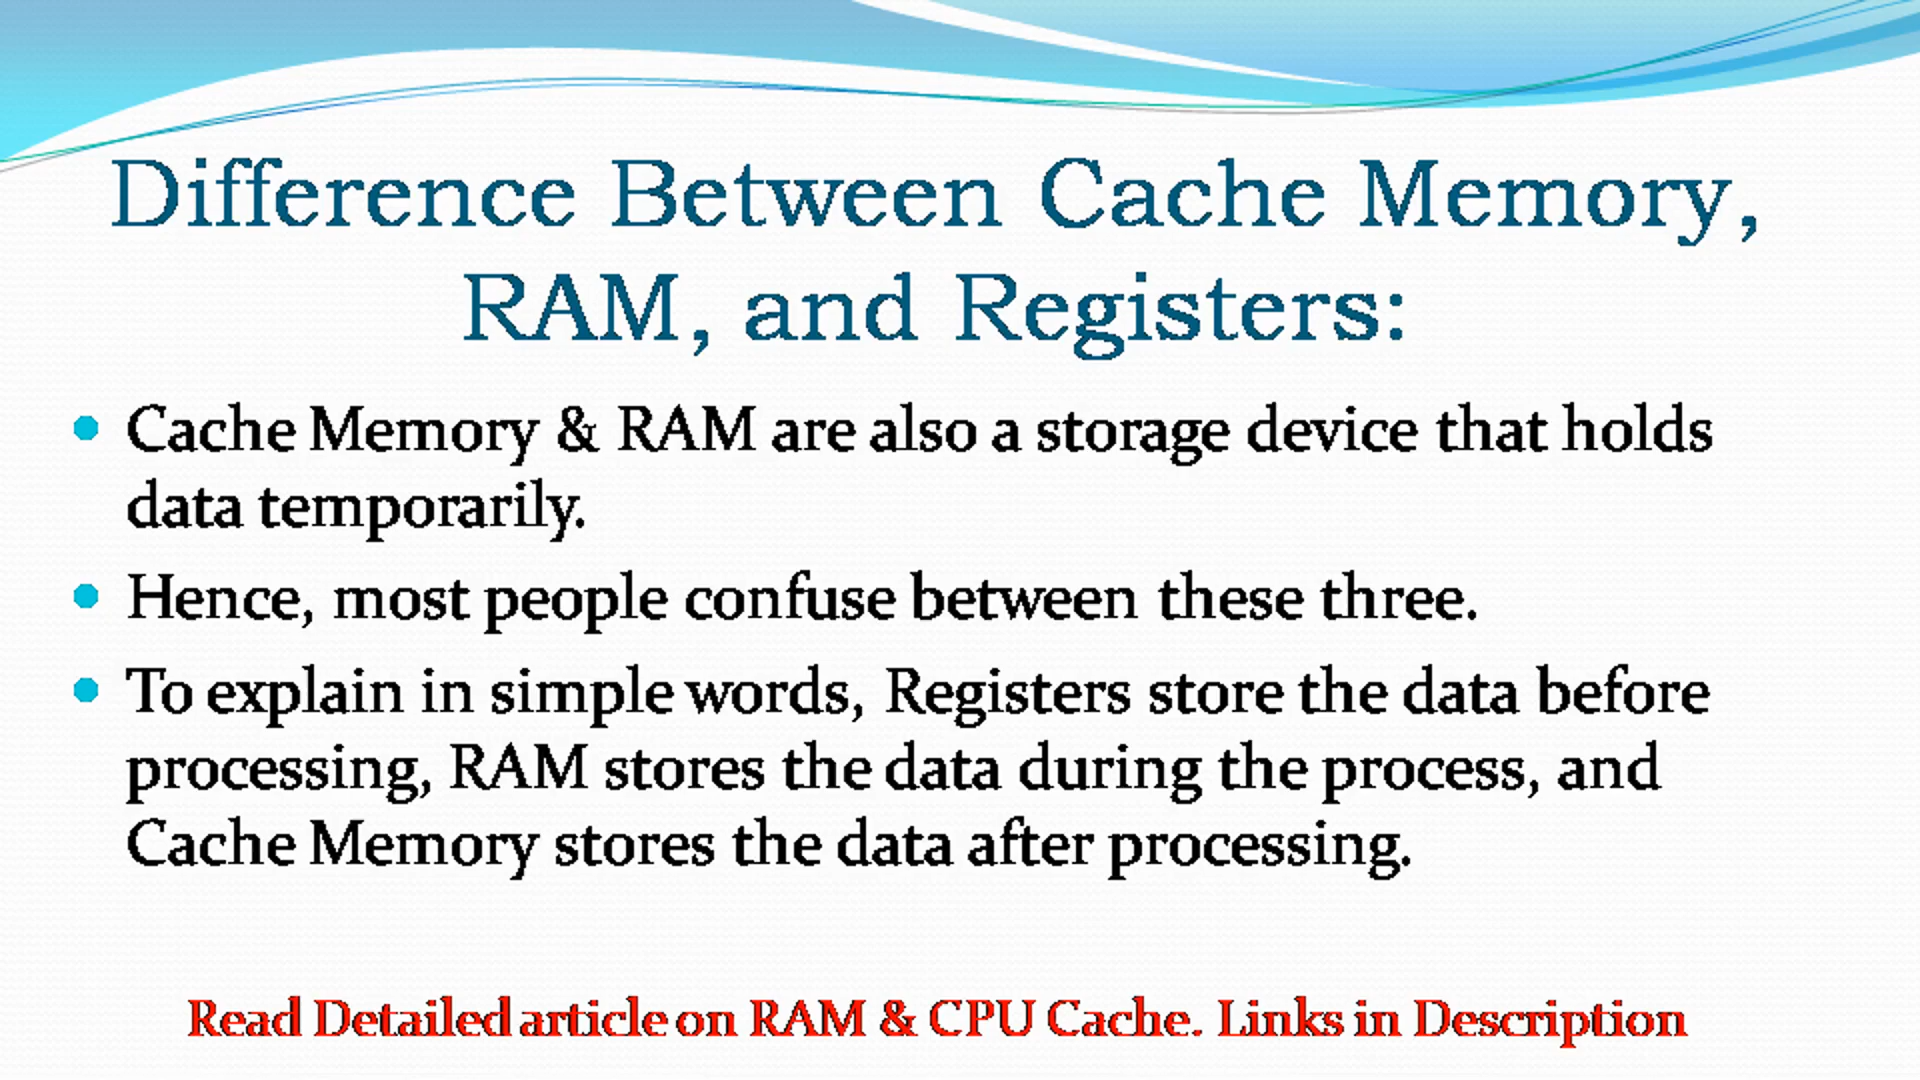 Difference Between Cache Memory,
RAM, and Registers:
Cache Memory & RAM are also a storage device that holds
data temporarily.
Hence, most people confuse between these three.
To explain in simple words, Registers store the data before
processing, RAM stores the data during the process, and
Cache Memory stores the data after processing.
Read Detailed article on RAM & CPU Cache. Links in Description